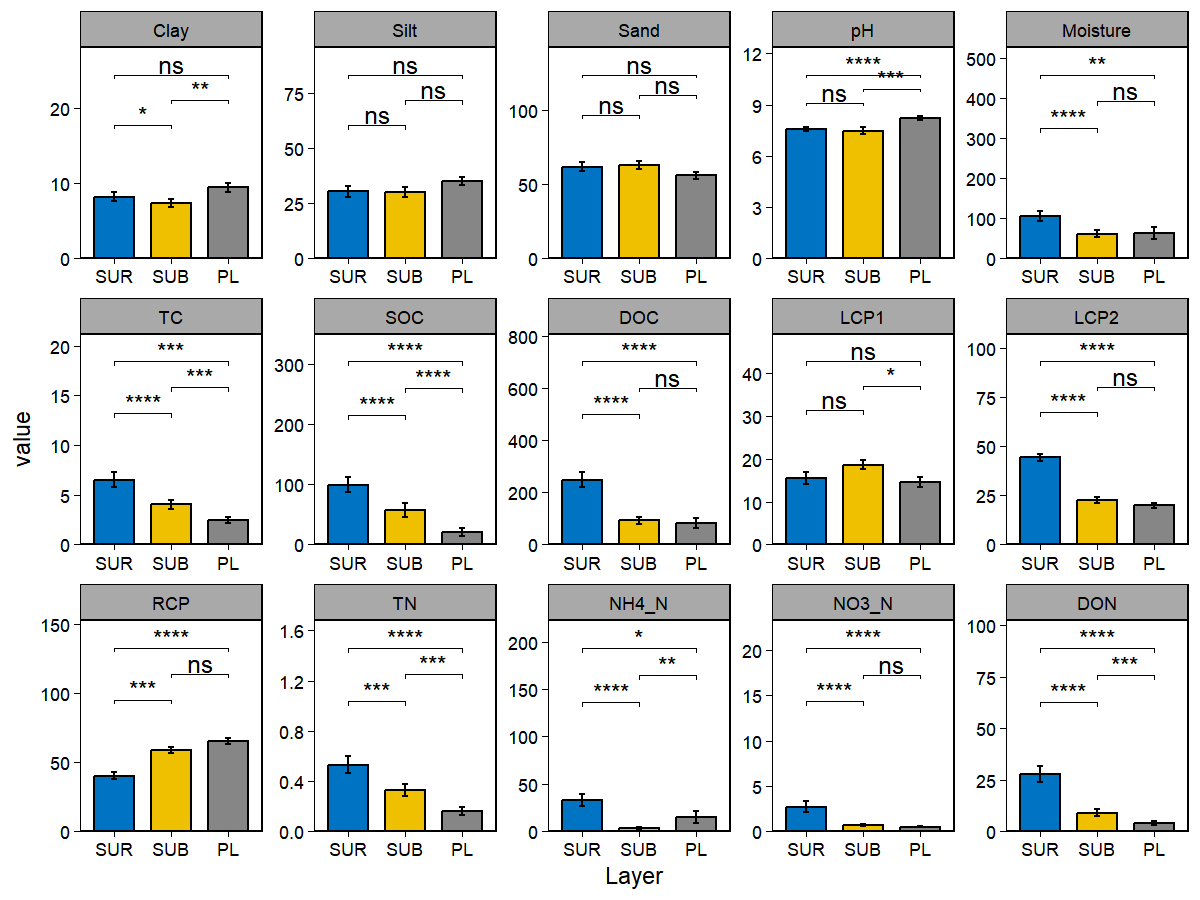 Clay Silt Sand pH Moisture
ns ns ns **** **
** ns ns *** ns
* ns ns ns ****
20 75 100 12 500
10 50 50 9 400
0 25 0 6 300
0 3 200
0 100
0
SUR SUB PL SUR SUB PL SUR SUB PL SUR SUB PL SUR SUB PL
TC SOC DOC LCP1 LCP2
*** **** **** ns ****
*** **** ns * ns
**** **** **** ns ****
20 300 800 40 100
15 200 600 30 75
10 100 400 20 50
5 0 200 10 25
0 0 0 0
value
SUR SUB PL SUR SUB PL SUR SUB PL SUR SUB PL SUR SUB PL
RCP TN NH4_N NO3_N DON
**** **** * **** ****
ns *** ** ns ***
*** *** **** **** ****
150 1.6 200 20 100
100 1.2 150 15 75
50 0.8 100 10 50
0 0.4 50 5 25
0.0 0 0 0
SUR SUB PL SUR SUB PL SUR SUB PL SUR SUB PL SUR SUB PL
Layer